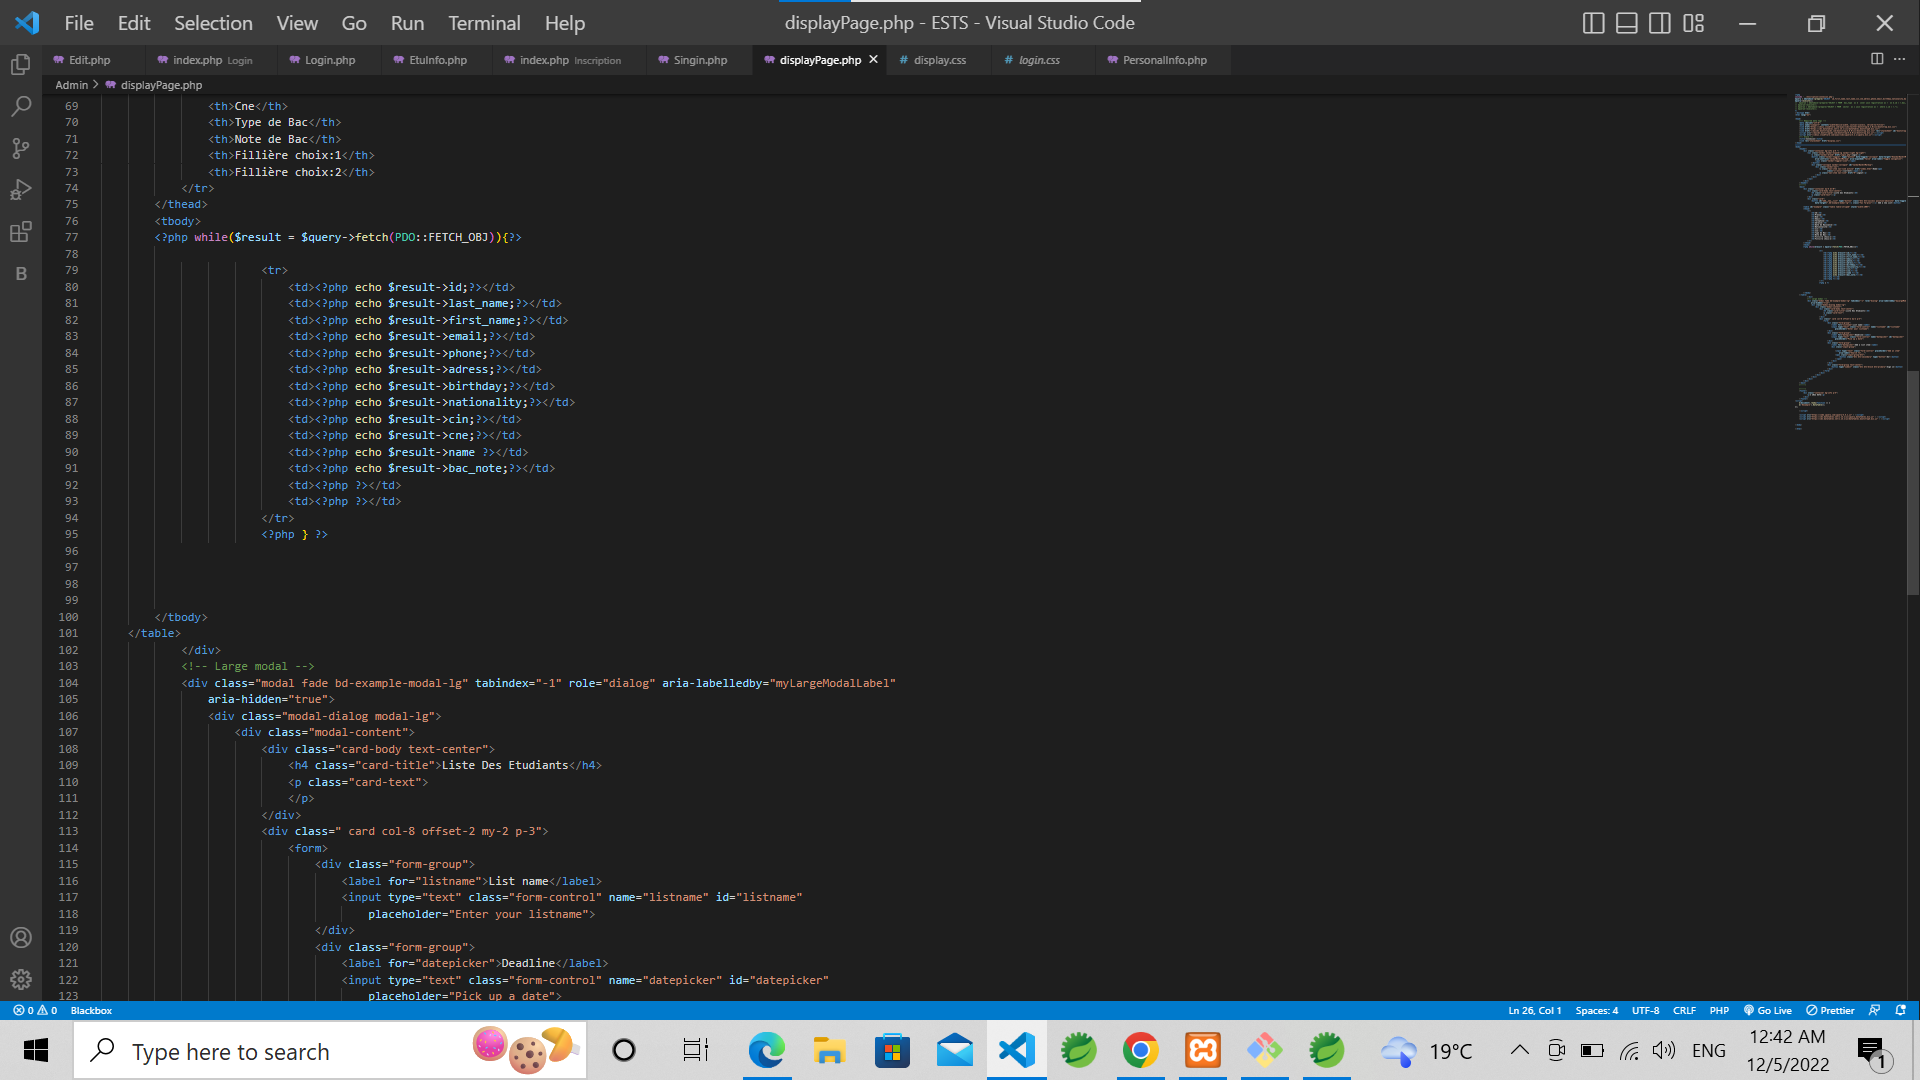 File Edit Selection View Go Run Terminal Help displayPage.php - ESTS - Visual Studio Code
Edit.php index.php Login Login.php EtuInfo.php index.php Inscription Singin.php displayPage.php display.css login.css PersonalInfo.php
Admin > displayPage.php
69 <th>Cne</th>
70 <th>Type de Bac</th>
71 <th>Note de Bac</th>
72 <th>Fillière choix:1</th>
73 <th>Fillière choix:2</th>
74 </tr>
75 </thead>
76 <tbody>
77 <?php while($result = $query->fetch(PDO::FETCH_OBJ)){?>
78
79 <tr>
80 <td><?php echo $result->id;?></td>
81 <td><?php echo $result->last_name;?></td>
82 <td><?php echo $result->first_name;?></td>
83 <td><?php echo $result->email;?></td>
84 <td><?php echo $result->phone;?></td>
85 <td><?php echo $result->adress;?></td>
86 <td><?php echo $result->birthday;?></td>
87 <td><?php echo $result->nationality;?></td>
88 <td><?php echo $result->cin;?></td>
89 <td><?php echo $result->cne;?></td>
90 <td><?php echo $result->name ?></td>
91 <td><?php echo $result->bac_note;?></td>
92 <td><?php ?></td>
93 <td><?php ?></td>
94 </tr>
95 <?php } ?>
96
97
98
99
100 </tbody>
101 </table>
102 </div>
103 <!-- Large modal -->
104 <div class="modal fade bd-example-modal-lg" tabindex="-1" role="dialog" aria-labelledby="myLargeModalLabel"
105 aria-hidden="true">
106 <div class="modal-dialog modal-lg">
107 <div class="modal-content">
108 <div class="card-body text-center">
109 <h4 class="card-title">Liste Des Etudiants</h4>
110 <p class="card-text">
111 </p>
112 </div>
113 <div class=" card col-8 offset-2 my-2 p-3">
114 <form>
115 <div class="form-group">
116 <label for="listname">List name</label>
117 <input type="text" class="form-control" name="listname" id="listname"
118 placeholder="Enter your listname">
119 </div>
120 <div class="form-group">
121 <label for="datepicker">Deadline</label>
122 <input type="text" class="form-control" name="datepicker" id="datepicker"
123 placeholder="Pick up a date">
0 0 Blackbox Ln 26, Col 1 Spaces: 4 UTF-8 CRLF PHP Go Live Prettier
Type here to search 19°C ENG 12:42 AM
12/5/2022 1